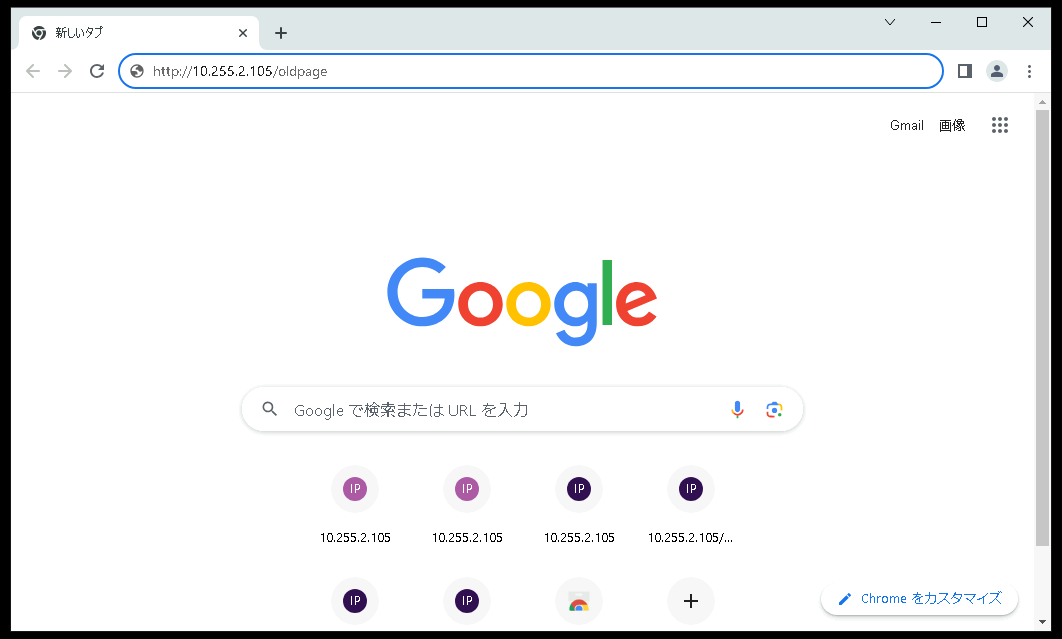 新しいタブ
http://10.255.2.105/oldpage
Gmail 画像
Google
Google で検索または URL を入力
IP IP IP IP
10.255.2.105 10.255.2.105 10.255.2.105 10.255.2.105/...
IP IP
Chrome をカスタマイズ